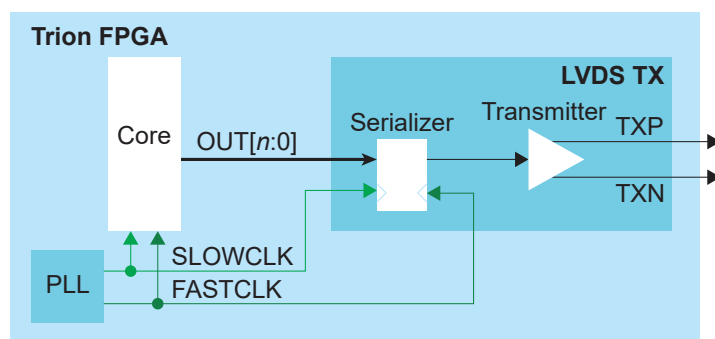 Trion FPGA
LVDS TX
Core
OUT[n:0]
Serializer
Transmitter
TXP
TXN
SLOWCLK
FASTCLK
PLL